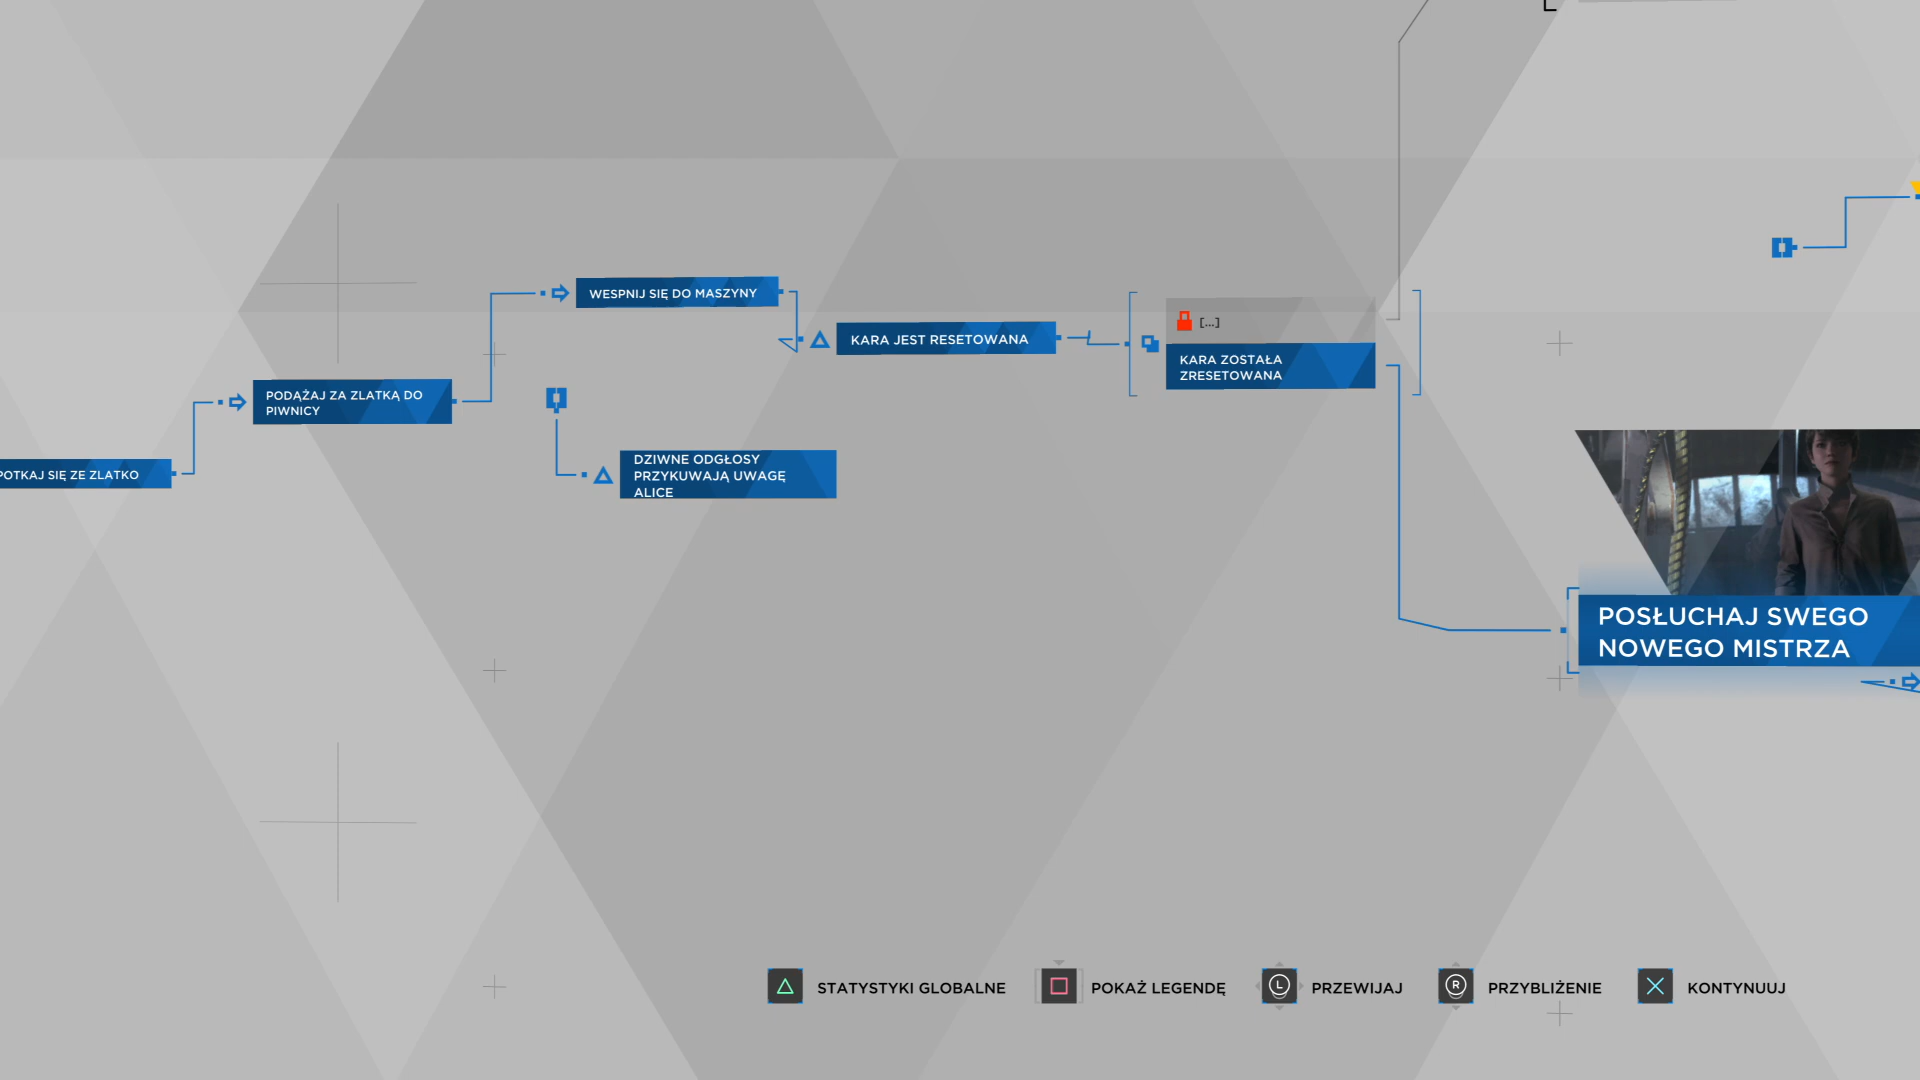 POTKAJ SIĘ ZE ZLATKO
PODĄŻAJ ZA ZLATKĄ DO
PIWNICY
WESPNIJ SIĘ DO MASZYNY
DZIWNE ODGŁOSY
PRZYKUWAJĄ UWAGĘ
ALICE
KARA JEST RESETOWANA
[...]
KARA ZOSTAŁA
ZRESETOWANA
POSŁUCHAJ SWEGO
NOWEGO MISTRZA
STATYSTYKI GLOBALNE
POKAŻ LEGENDĘ
L
PRZEWIJAJ
R
PRZYBLIŻENIE
KONTYNUUJ